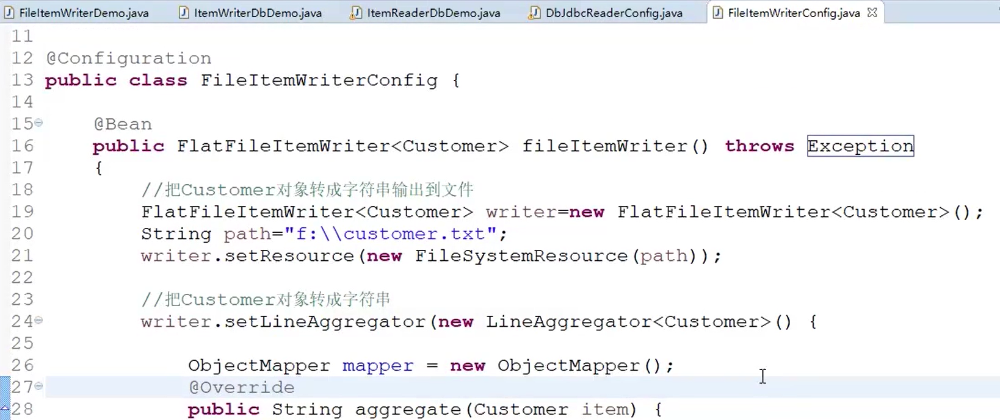 FileItemWriterDemo.java ItemWriterDbDemo.java ItemReaderDbDemo.java DbJdbcReaderConfig.java FileItemWriterConfig.java
11
12 @Configuration
13 public class FileItemWriterConfig {
14
15 @Bean
16 public FlatFileItemWriter<Customer> fileItemWriter() throws Exception
17 {
18 //把Customer对象转成字符串输出到文件
19 FlatFileItemWriter<Customer> writer=new FlatFileItemWriter<Customer>();
20 String path="f:\\customer.txt";
21 writer.setResource(new FileSystemResource(path));
22
23 //把Customer对象转成字符串
24 writer.setLineAggregator(new LineAggregator<Customer>() {
25
26 ObjectMapper mapper = new ObjectMapper();
27 @Override
28 public String aggregate(Customer item) {